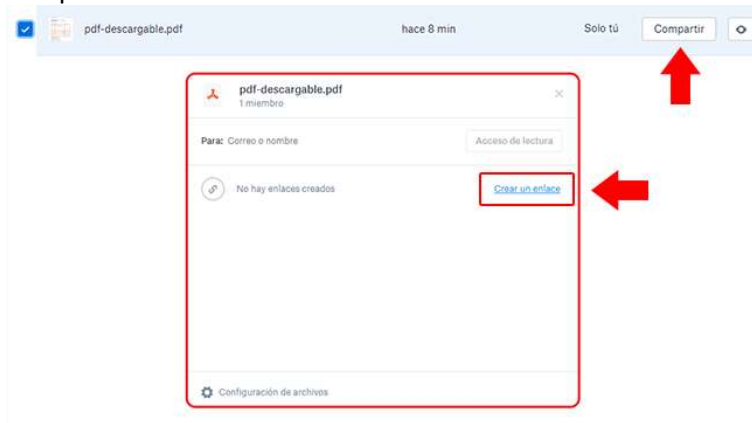 pdf-descargable.pdf hace 8 min Solo tú Compartir
pdf-descargable.pdf
1 miembro
Para: Correo o nombre Acceso de lectura
No hay enlaces creados Crear un enlace
Configuración de archivos